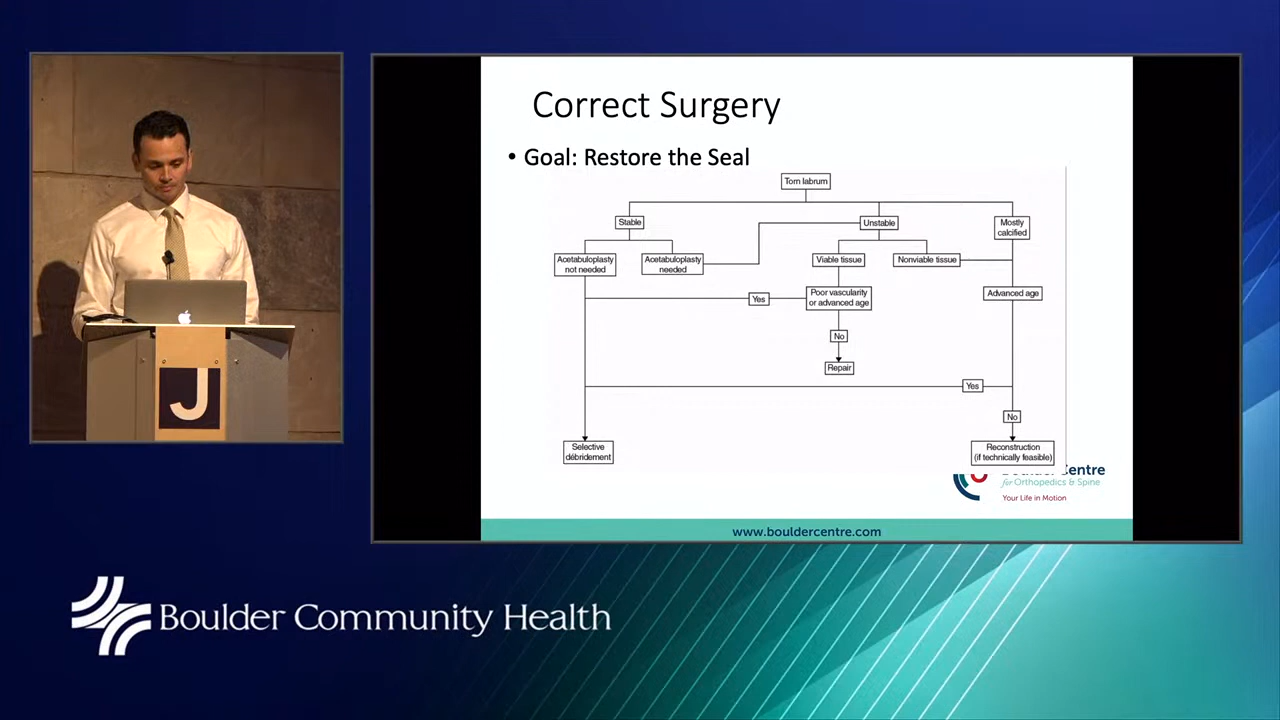 Correct Surgery
• Goal: Restore the Seal
Torn labrum
Stable
Unstable
Mostly
calcified
Acetabuloplasty
not needed
Acetabuloplasty
needed
Viable tissue
Nonviable tissue
Yes
Poor vascularity
or advanced age
Advanced age
No
Repair
Yes
No
Selective
débridement
Reconstruction
(if technically feasible)
Centre
for Orthopedics & Spine
Your Life in Motion
www.bouldercentre.com
J
Boulder Community Health